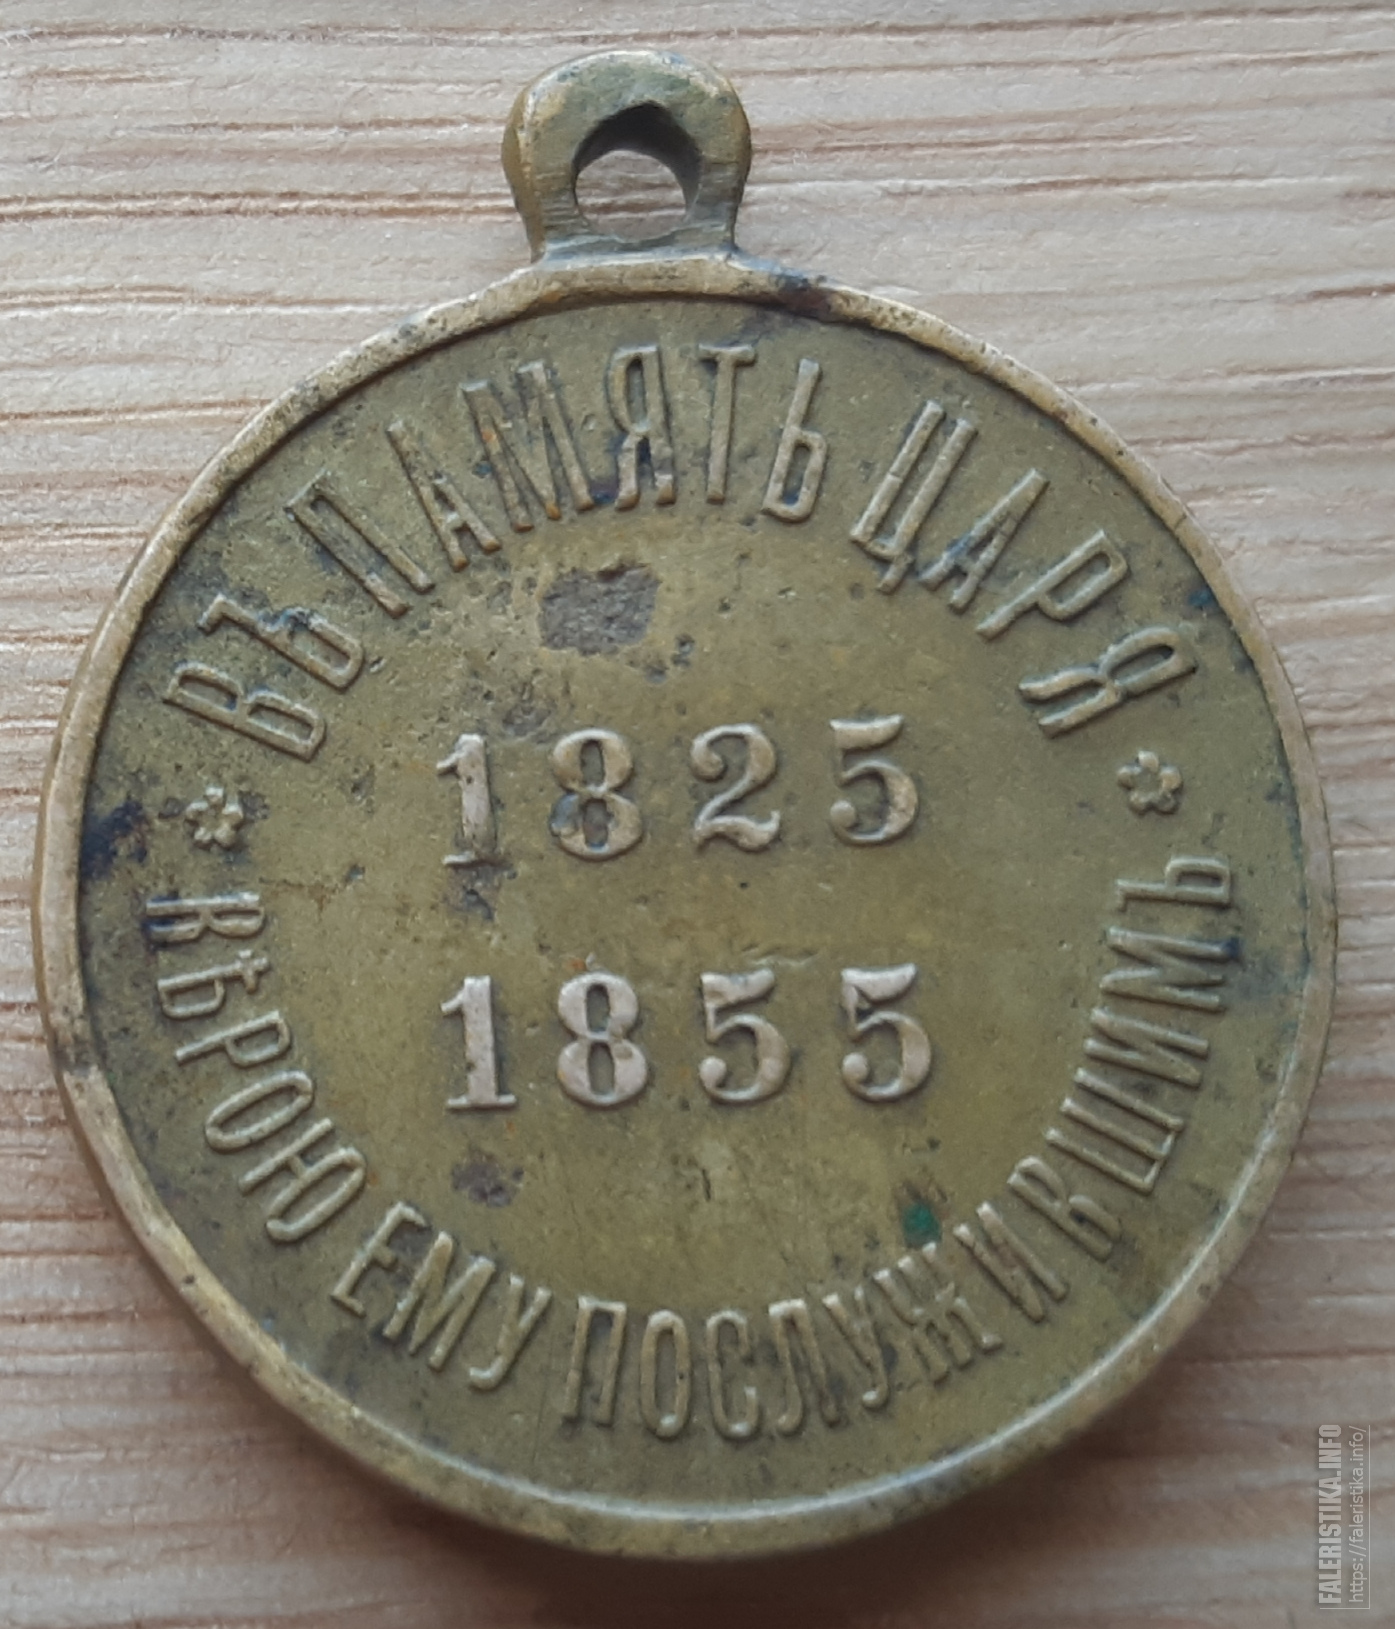 ВЪ ПАМЯТЬ ЦАРЯ
1825
1855
ВѢРОЮ ЕМУ ПОСЛУЖИВШИМЪ
FALERISTIKA.INFO
https://faleristika.info/